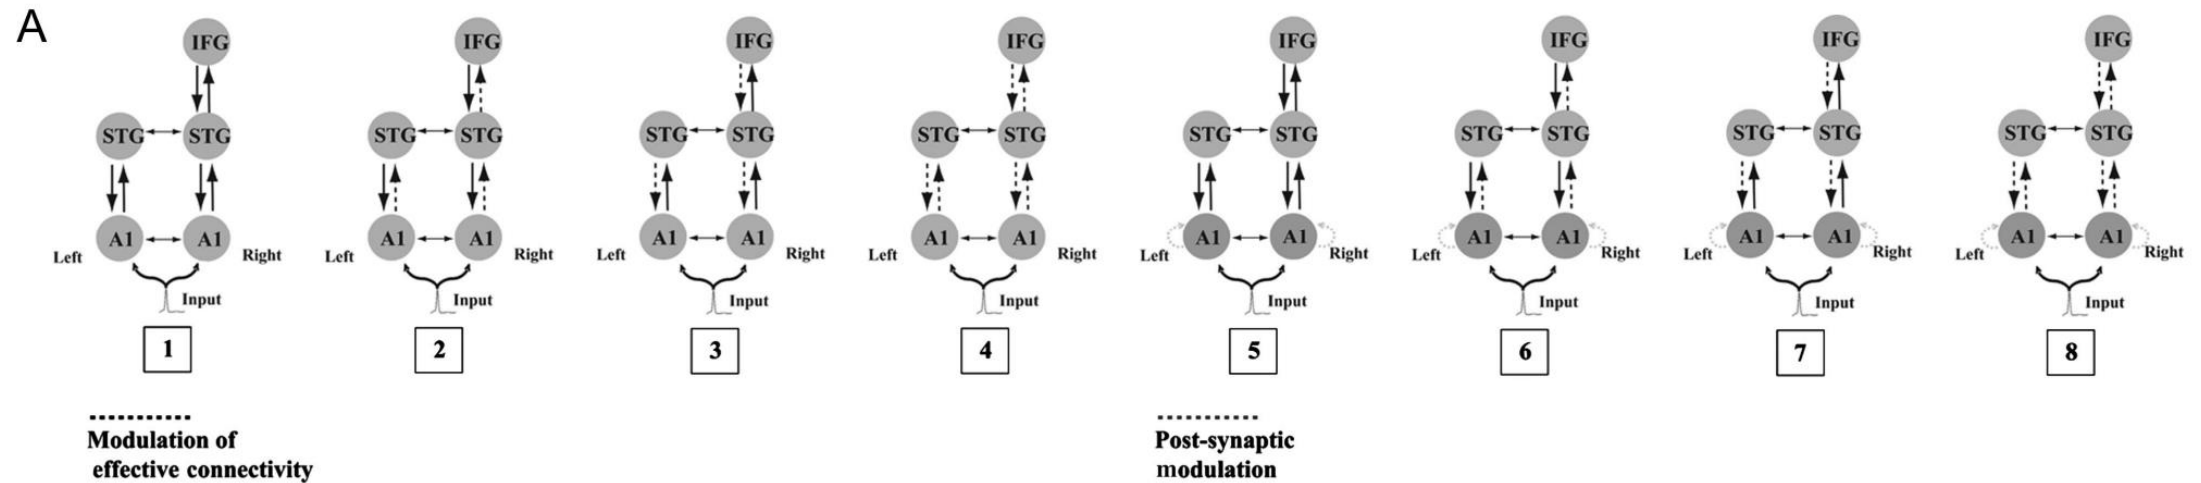 A
IFG IFG IFG IFG IFG IFG IFG IFG
STG STG STG STG STG STG STG STG STG STG STG STG STG STG STG STG
A1 A1 A1 A1 A1 A1 A1 A1 A1 A1 A1 A1 A1 A1 A1 A1
Left Right Left Right Left Right Left Right Left Right Left Right Left Right Left Right
Input Input Input Input Input Input Input Input
1 2 3 4 5 6 7 8
Modulation of
effective connectivity
Post-synaptic
modulation